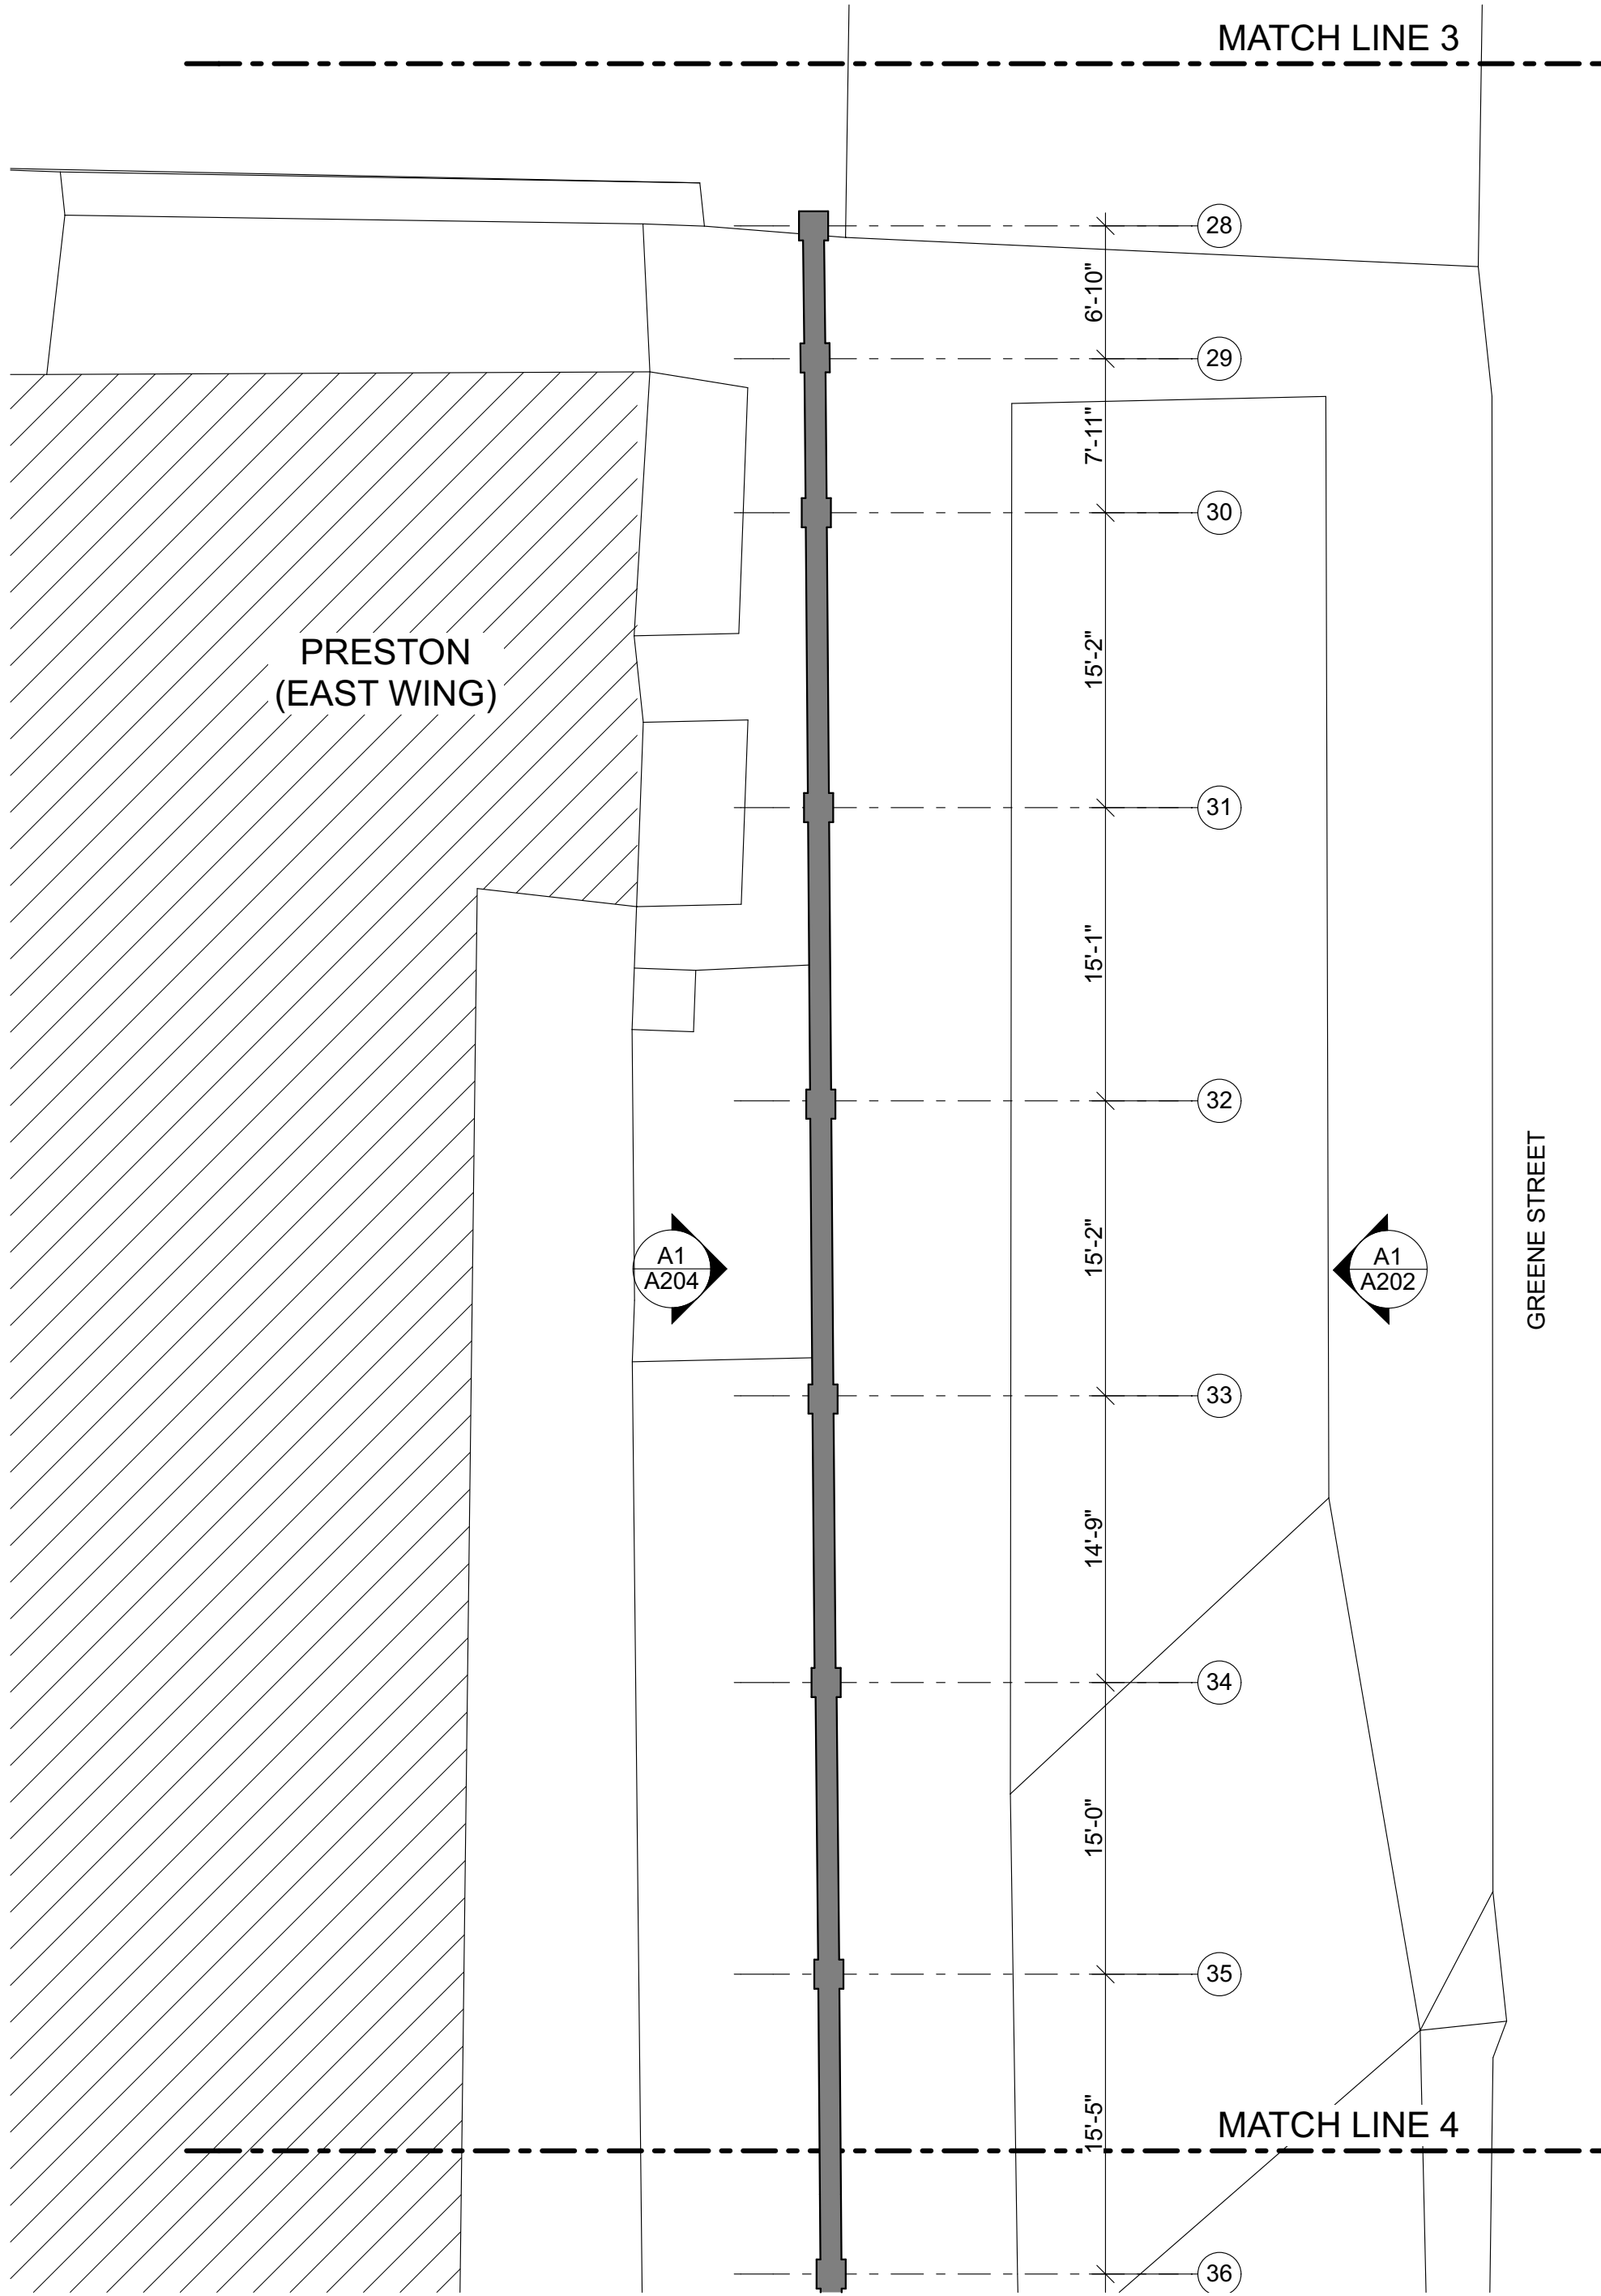 MATCH LINE 3
28
6'-10"
29
7'-11"
30
PRESTON
(EAST WING)
15'-2"
31
15'-1"
32
15'-2"
A1
A204
A1
A202
GREENE STREET
33
14'-9"
34
15'-0"
35
15'-5"
MATCH LINE 4
36